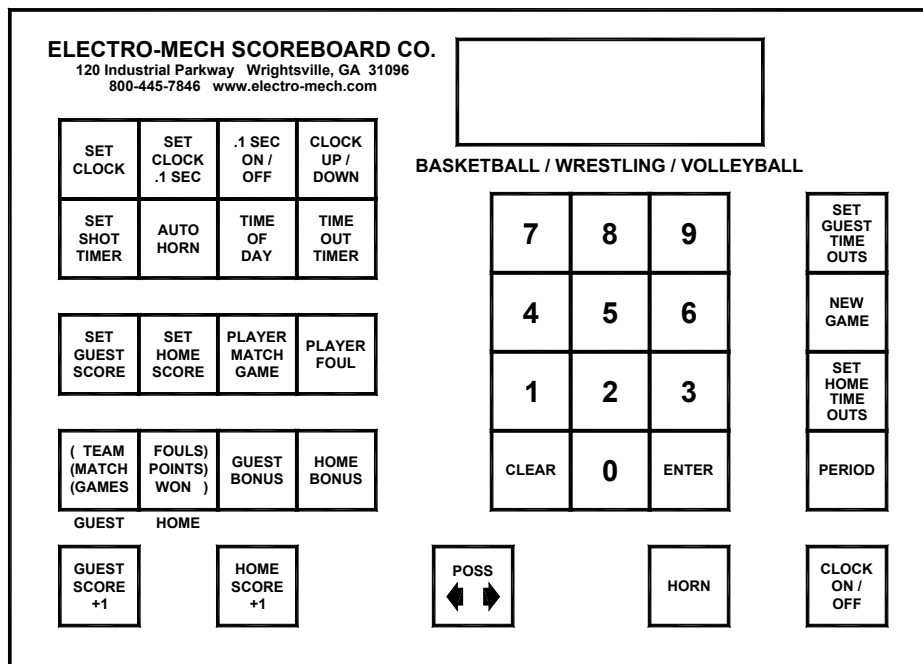 ELECTRO-MECH SCOREBOARD CO.
120 Industrial Parkway Wrightsville, GA 31096
800-445-7846 www.electro-mech.com
SET
CLOCK
SET
CLOCK
.1 SEC
.1 SEC
ON /
OFF
CLOCK
UP /
DOWN
SET
SHOT
TIMER
AUTO
HORN
TIME
OF
DAY
TIME
OUT
TIMER
SET
GUEST
SCORE
SET
HOME
SCORE
PLAYER
MATCH
GAME
PLAYER
FOUL
( TEAM
(MATCH
(GAMES
FOULS)
POINTS)
WON )
GUEST
BONUS
HOME
BONUS
GUEST
HOME
GUEST
SCORE
+1
HOME
SCORE
+1
BASKETBALL / WRESTLING / VOLLEYBALL
7
8
9
4
5
6
1
2
3
CLEAR
0
ENTER
SET
GUEST
TIME
OUTS
NEW
GAME
SET
HOME
TIME
OUTS
PERIOD
POSS
HORN
CLOCK
ON /
OFF